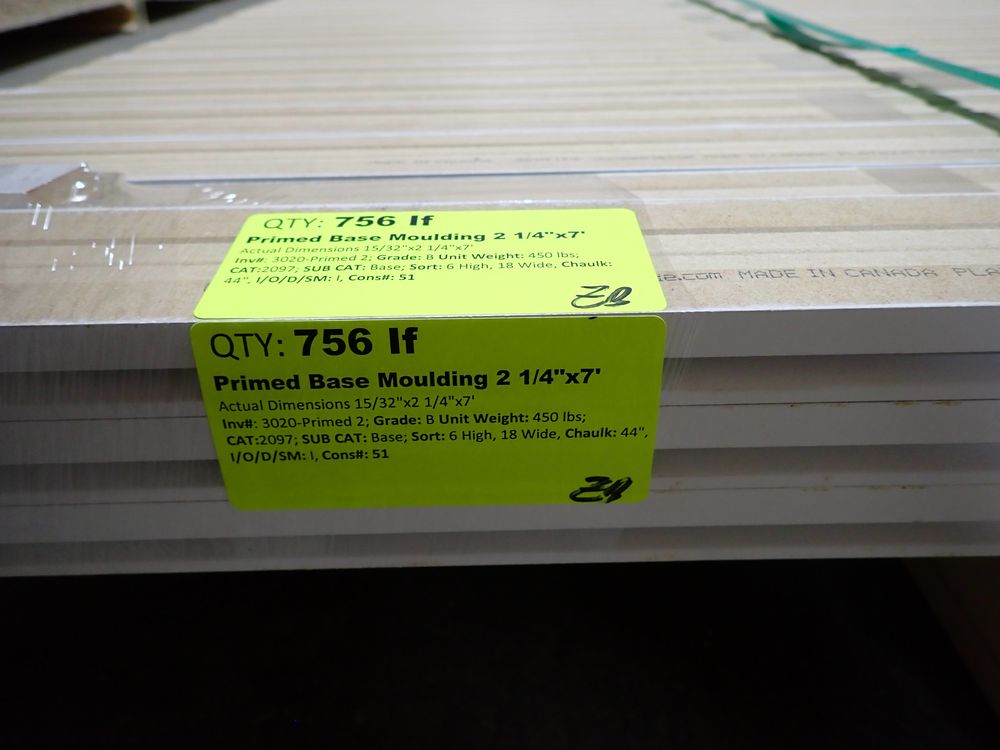 QTY: 756 lf
Primed Base Moulding 2 1/4"x7'
Actual Dimensions 15/32"x2 1/4"x7'
Inv#: 3020-Primed 2; Grade: B Unit Weight: 450 lbs;
CAT:2097; SUB CAT: Base; Sort: 6 High, 18 Wide, Chaulk:
44", I/O/D/SM: I, Cons#: 51
e.com MADE IN CANADA PLA
QTY: 756 lf
Primed Base Moulding 2 1/4"x7'
Actual Dimensions 15/32"x2 1/4"x7'
Inv#: 3020-Primed 2; Grade: B Unit Weight: 450 lbs;
CAT:2097; SUB CAT: Base; Sort: 6 High, 18 Wide, Chaulk: 44",
I/O/D/SM: I, Cons#: 51